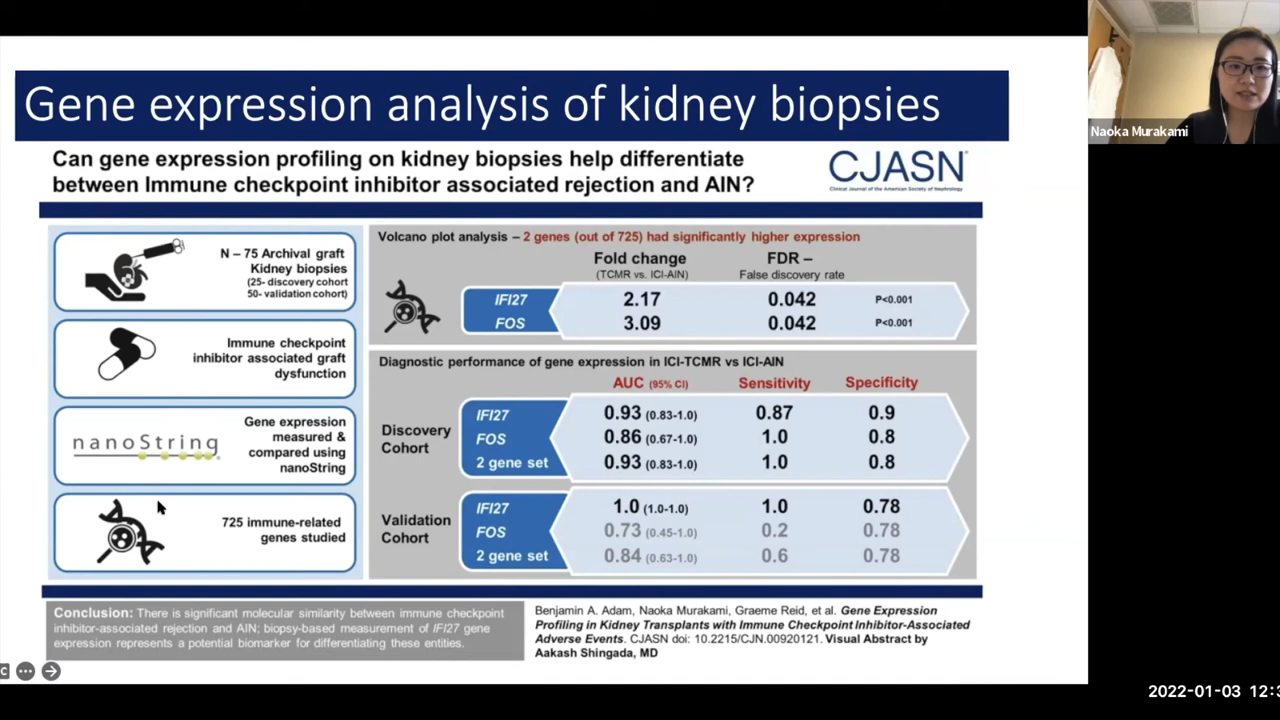 Gene expression analysis of kidney biopsies
Naoka Murakami
Can gene expression profiling on kidney biopsies help differentiate
between Immune checkpoint inhibitor associated rejection and AIN?
CJASN
Clinical Journal of the American Society of Nephrology
N – 75 Archival graft
Kidney biopsies
(25- discovery cohort
50- validation cohort)
Immune checkpoint
inhibitor associated graft
dysfunction
nanoString
Gene expression
measured &
compared using
nanoString
725 immune-related
genes studied
Volcano plot analysis – 2 genes (out of 725) had significantly higher expression
Fold change FDR –
(TCMR vs. ICI-AIN) False discovery rate
IFI27 2.17 0.042 P<0.001
FOS 3.09 0.042 P<0.001
Diagnostic performance of gene expression in ICI-TCMR vs ICI-AIN
AUC (95% CI) Sensitivity Specificity
Discovery
Cohort
IFI27 0.93 (0.83-1.0) 0.87 0.9
FOS 0.86 (0.67-1.0) 1.0 0.8
2 gene set 0.93 (0.83-1.0) 1.0 0.8
Validation
Cohort
IFI27 1.0 (1.0-1.0) 1.0 0.78
FOS 0.73 (0.45-1.0) 0.2 0.78
2 gene set 0.84 (0.63-1.0) 0.6 0.78
Conclusion: There is significant molecular similarity between immune checkpoint
inhibitor-associated rejection and AIN; biopsy-based measurement of IFI27 gene
expression represents a potential biomarker for differentiating these entities.
Benjamin A. Adam, Naoka Murakami, Graeme Reid, et al. Gene Expression
Profiling in Kidney Transplants with Immune Checkpoint Inhibitor-Associated
Adverse Events. CJASN doi: 10.2215/CJN.00920121. Visual Abstract by
Aakash Shingada, MD
2022-01-03 12:3